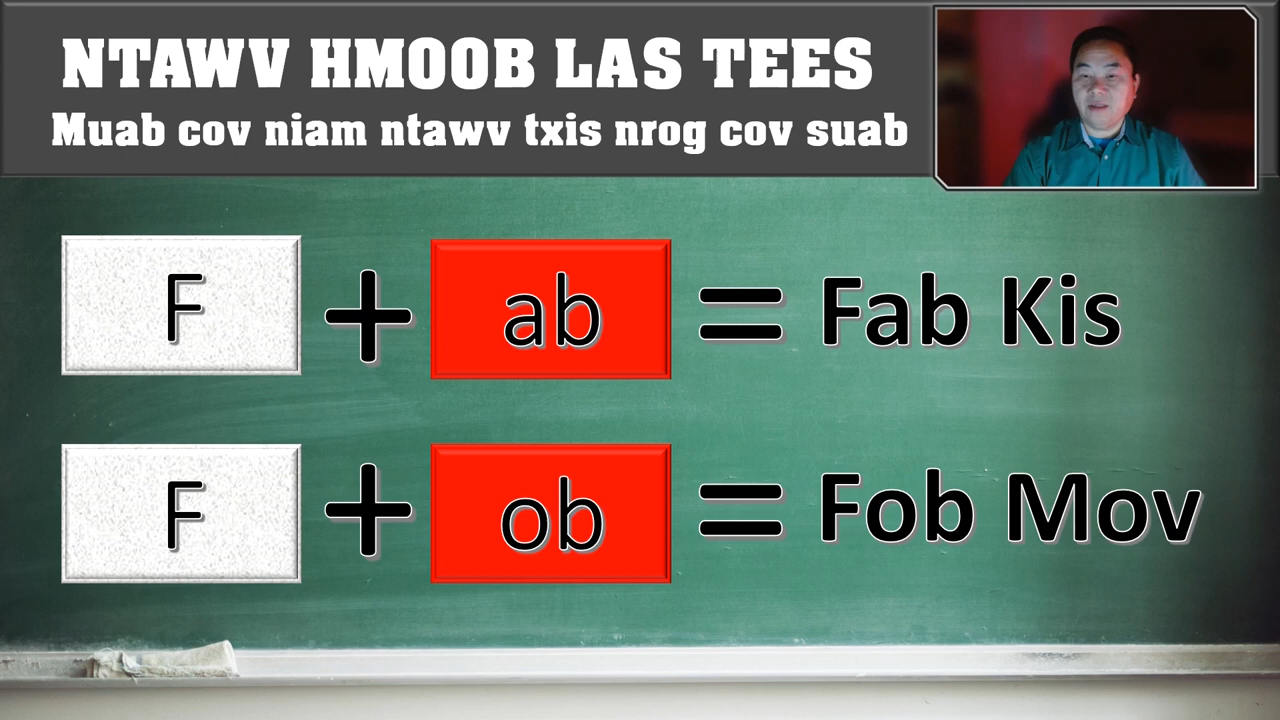 NTAWV HMOOB LAS TEES
Muab cov niam ntawv txis nrog cov suab
F + ab = Fab Kis
F + ob = Fob Mov